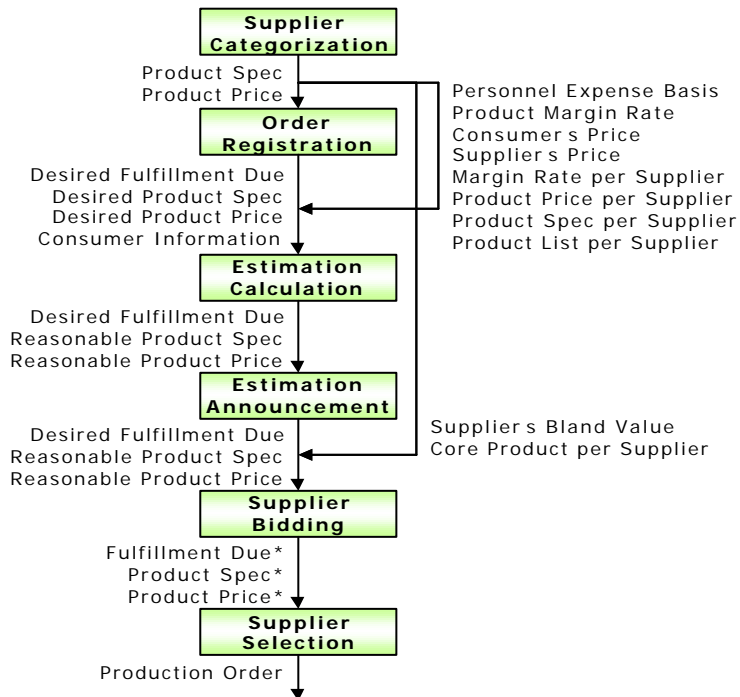 Supplier
Categorization
Product Spec
Product Price
Personnel Expense Basis
Product Margin Rate
Consumer's Price
Supplier's Price
Margin Rate per Supplier
Product Price per Supplier
Product Spec per Supplier
Product List per Supplier
Order
Registration
Desired Fulfillment Due
Desired Product Spec
Desired Product Price
Consumer Information
Estimation
Calculation
Desired Fulfillment Due
Reasonable Product Spec
Reasonable Product Price
Estimation
Announcement
Supplier's Bland Value
Core Product per Supplier
Desired Fulfillment Due
Reasonable Product Spec
Reasonable Product Price
Supplier
Bidding
Fulfillment Due*
Product Spec*
Product Price*
Supplier
Selection
Production Order